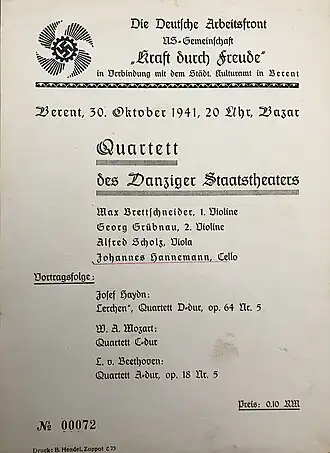 Die Deutsche Arbeitsfront
NS-Gemeinschaft
„Kraft durch Freude"
in Verbindung mit dem Städt. Kulturamt in Berent
Berent, 30. Oktober 1941, 20 Uhr, Bazar
Quartett
des Danziger Staatstheaters
Max Brettschneider, 1. Violine
Georg Grübnau, 2. Violine
Alfred Scholz, Viola
Johannes Hannemann, Cello
Vortragsfolge:
Josef Haydn:
Lerchen", Quartett D-dur, op. 64 Nr. 5
W. A. Mozart:
Quartett C-dur
L. v. Beethoven:
Quartett A-dur, op. 18 Nr. 5
Preis: 0.10 RM
№ 00072
Druck: B. Hendel, Zoppot C73